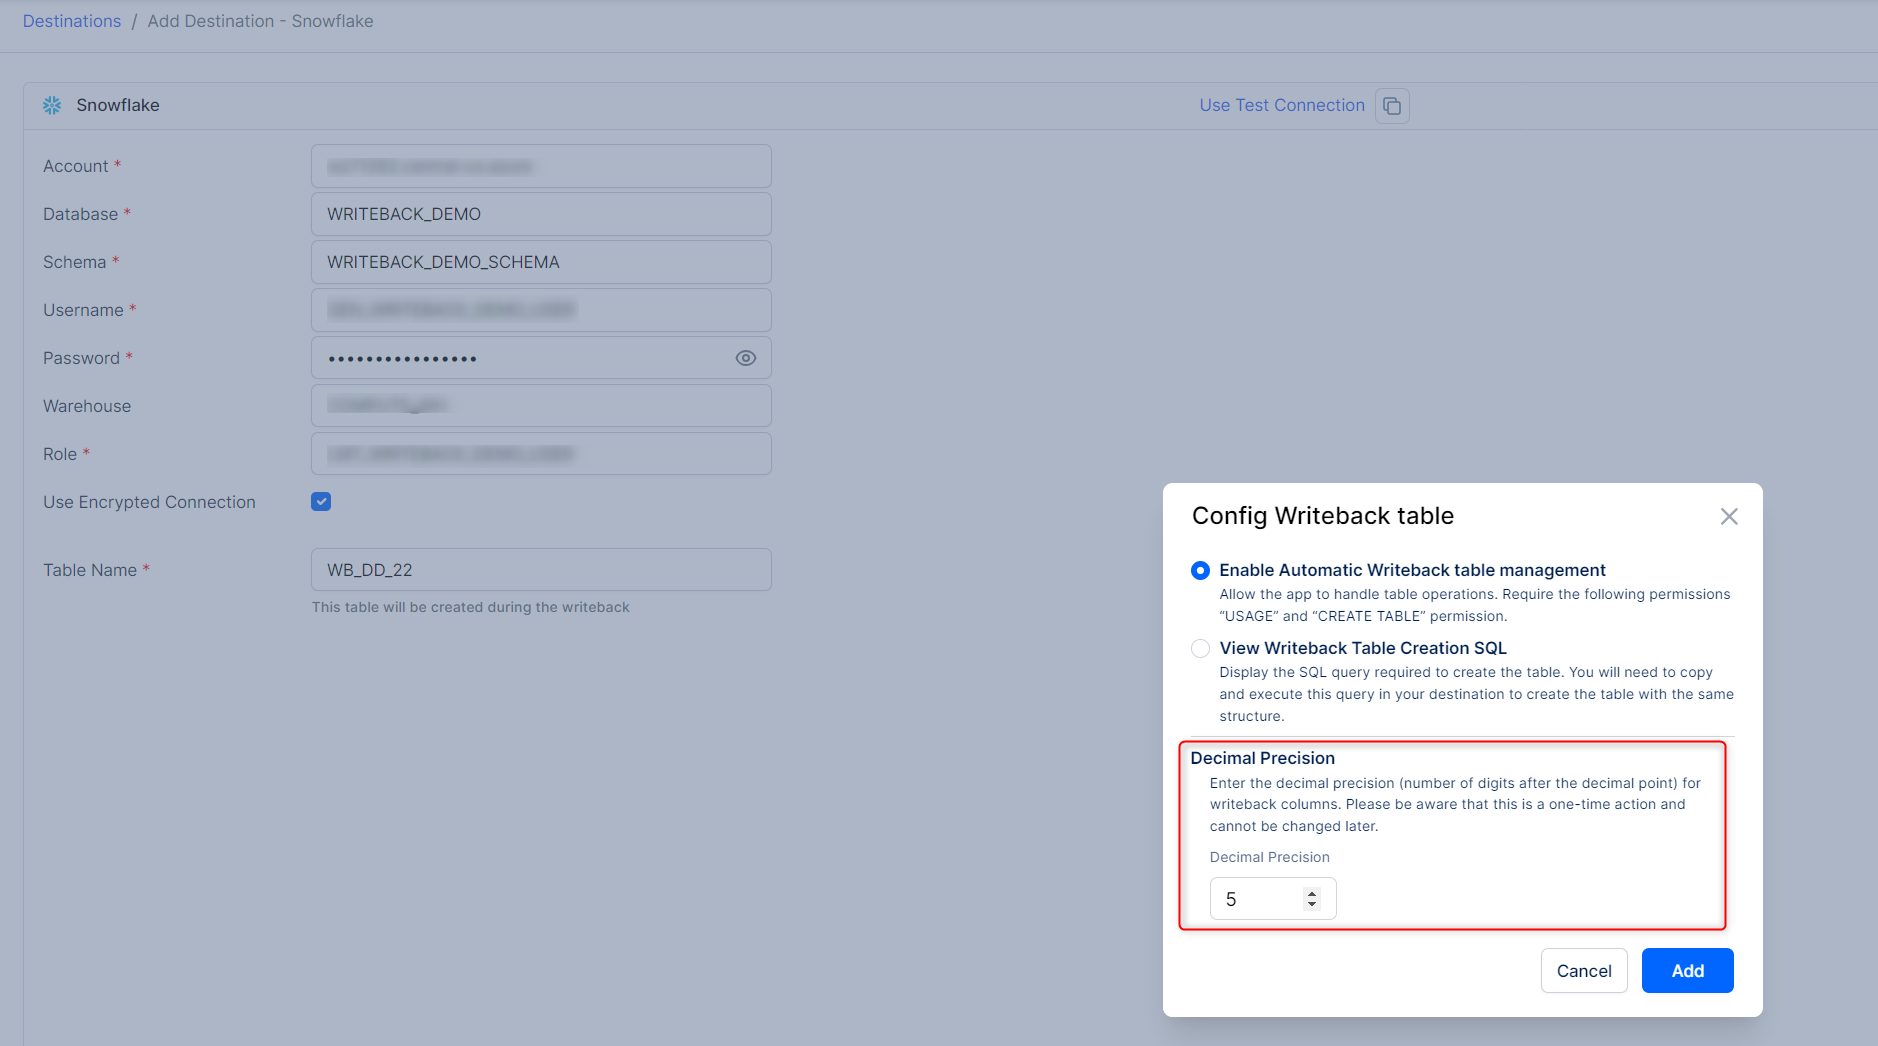 Destinations / Add Destination - Snowflake
Snowflake
Use Test Connection
Account *
Database *
WRITEBACK_DEMO
Schema *
WRITEBACK_DEMO_SCHEMA
Username *
Password *
••••••••••••••••
Warehouse
Role *
Use Encrypted Connection
Table Name *
WB_DD_22
This table will be created during the writeback
Config Writeback table
Enable Automatic Writeback table management
Allow the app to handle table operations. Require the following permissions
“USAGE” and “CREATE TABLE” permission.
View Writeback Table Creation SQL
Display the SQL query required to create the table. You will need to copy
and execute this query in your destination to create the table with the same
structure.
Decimal Precision
Enter the decimal precision (number of digits after the decimal point) for
writeback columns. Please be aware that this is a one-time action and
cannot be changed later.
Decimal Precision
5
Cancel
Add